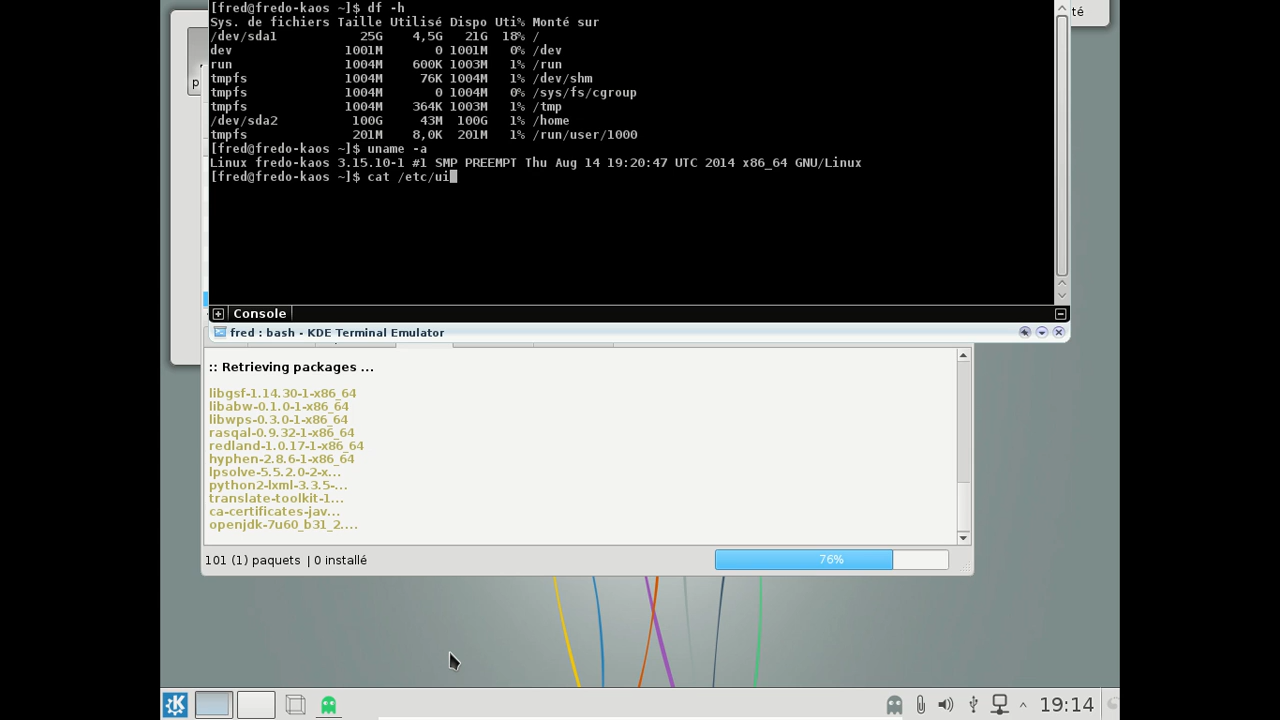 [fred@fredo-kaos ~]$ df -h
Sys. de fichiers Taille Utilisé Dispo Uti% Monté sur
/dev/sda1 25G 4,5G 21G 18% /
dev 1001M 0 1001M 0% /dev
run 1004M 600K 1003M 1% /run
tmpfs 1004M 76K 1004M 1% /dev/shm
tmpfs 1004M 0 1004M 0% /sys/fs/cgroup
tmpfs 1004M 364K 1003M 1% /tmp
/dev/sda2 100G 43M 100G 1% /home
tmpfs 201M 8,0K 201M 1% /run/user/1000
[fred@fredo-kaos ~]$ uname -a
Linux fredo-kaos 3.15.10-1 #1 SMP PREEMPT Thu Aug 14 19:20:47 UTC 2014 x86_64 GNU/Linux
[fred@fredo-kaos ~]$ cat /etc/ui
té
p
Console
fred : bash - KDE Terminal Emulator
:: Retrieving packages ...
libgsf-1.14.30-1-x86_64
libabw-0.1.0-1-x86_64
libwps-0.3.0-1-x86_64
rasqal-0.9.32-1-x86_64
redland-1.0.17-1-x86_64
hyphen-2.8.6-1-x86_64
lpsolve-5.5.2.0-2-x...
python2-lxml-3.3.5-...
translate-toolkit-1...
ca-certificates-jav...
openjdk-7u60_b31_2....
101 (1) paquets | 0 installé
76%
19:14